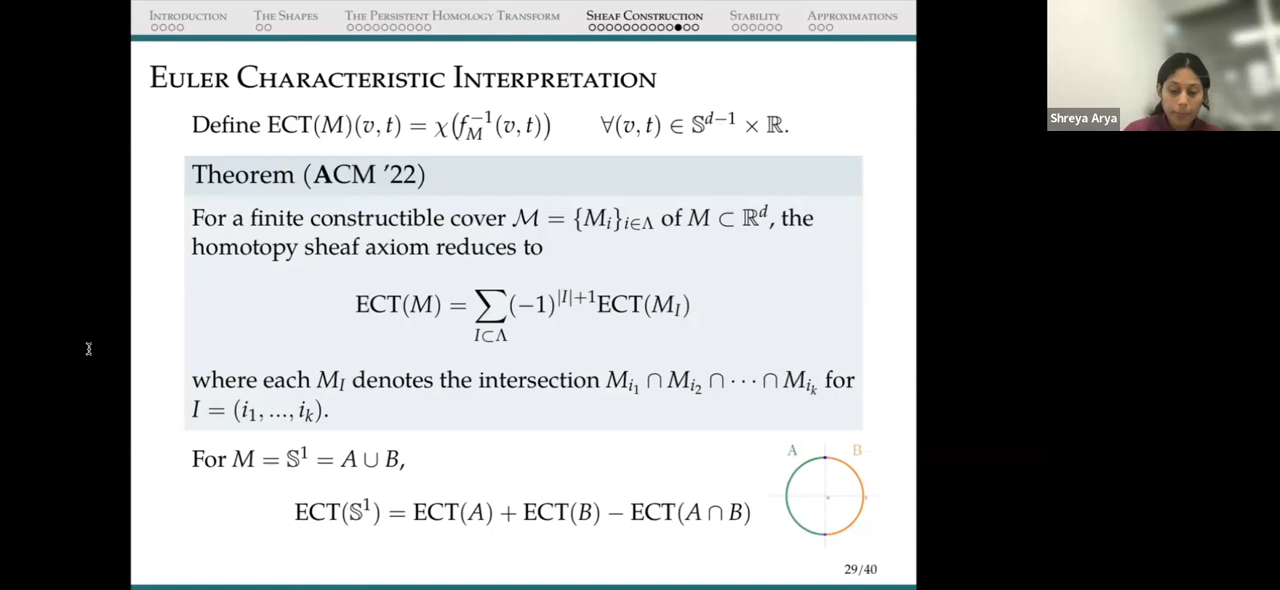 INTRODUCTION THE SHAPES THE PERSISTENT HOMOLOGY TRANSFORM SHEAF CONSTRUCTION STABILITY APPROXIMATIONS
EULER CHARACTERISTIC INTERPRETATION
Define ECT(M)(v, t) = χ(f_M^{-1}(v, t)) ∀(v, t) ∈ 𝕊^{d−1} × ℝ.
Theorem (ACM ’22)
For a finite constructible cover ℳ = {M_i}_{i∈Λ} of M ⊂ ℝ^d, the
homotopy sheaf axiom reduces to
ECT(M) = ∑_{I⊂Λ} (−1)^{|I|+1} ECT(M_I)
where each M_I denotes the intersection M_{i_1} ∩ M_{i_2} ∩ ⋯ ∩ M_{i_k} for
I = (i_1, ..., i_k).
For M = 𝕊^1 = A ∪ B,
ECT(𝕊^1) = ECT(A) + ECT(B) − ECT(A ∩ B)
A B
29/40
Shreya Arya